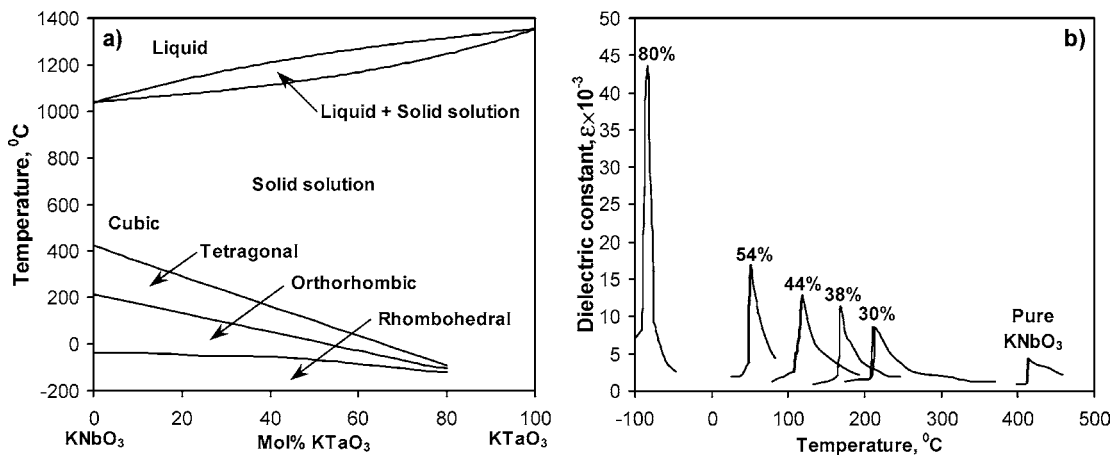 a)
1400
1200
1000
800
600
400
200
0
-200
Temperature, ⁰C
Liquid
Liquid + Solid solution
Solid solution
Cubic
Tetragonal
Orthorhombic
Rhombohedral
0 20 40 60 80 100
KNbO₃ Mol% KTaO₃ KTaO₃
b)
50
45
40
35
30
25
20
15
10
5
0
Dielectric constant,ε×10⁻³
80%
54%
44%
38%
30%
Pure
KNbO₃
-100 0 100 200 300 400 500
Temperature, ⁰C